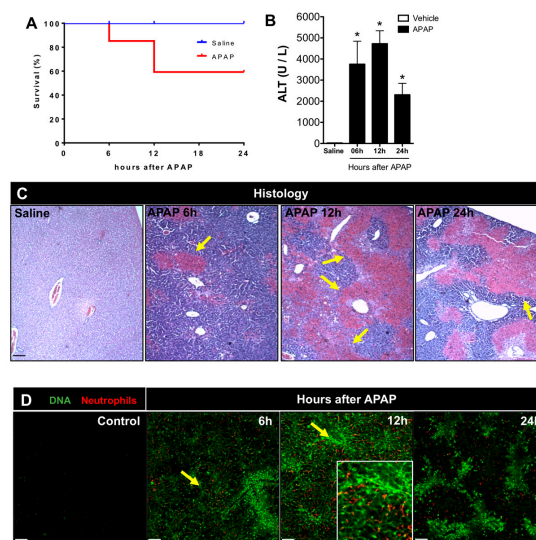 A
100
80
60
40
20
0
Survival (%)
Saline
APAP
0 6 12 18 24
hours after APAP
B
6000
5000
4000
3000
2000
1000
0
ALT (U / L)
Vehicle
APAP
* * *
Saline 06h 12h 24h
Hours after APAP
C Histology
Saline APAP 6h APAP 12h APAP 24h
D DNA Neutrophils Hours after APAP
Control 6h 12h 24h